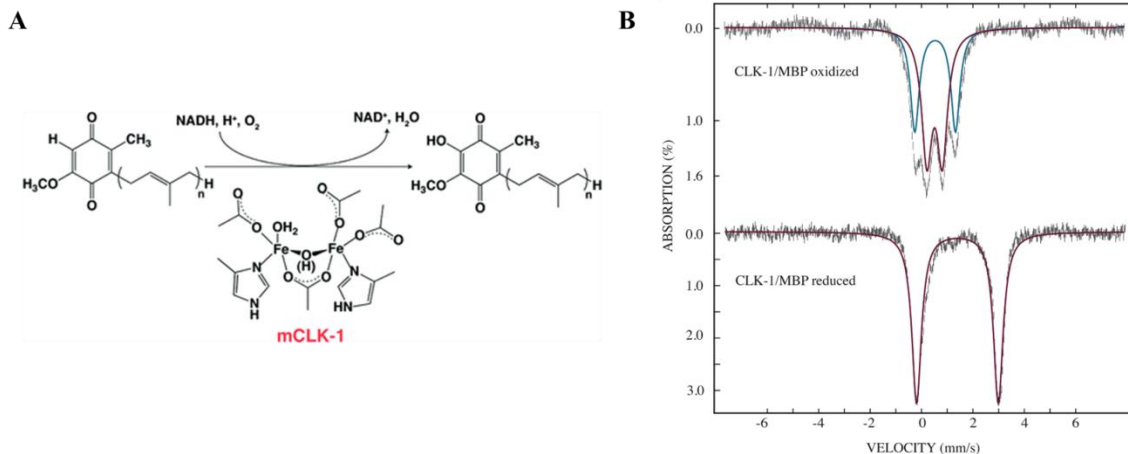 A
B
NADH, H⁺, O₂
NAD⁺, H₂O
O
H
CH₃
H₃CO
O
H
n
O
HO
CH₃
H₃CO
O
H
n
O
O
OH₂
O
O
O
Fe
O
(H)
Fe
O
N
O
O
N
N
H
HN
mCLK-1
ABSORPTION (%)
0.0
CLK-1/MBP oxidized
1.0
1.6
0.0
CLK-1/MBP reduced
1.0
2.0
3.0
-6
-4
-2
0
2
4
6
VELOCITY (mm/s)